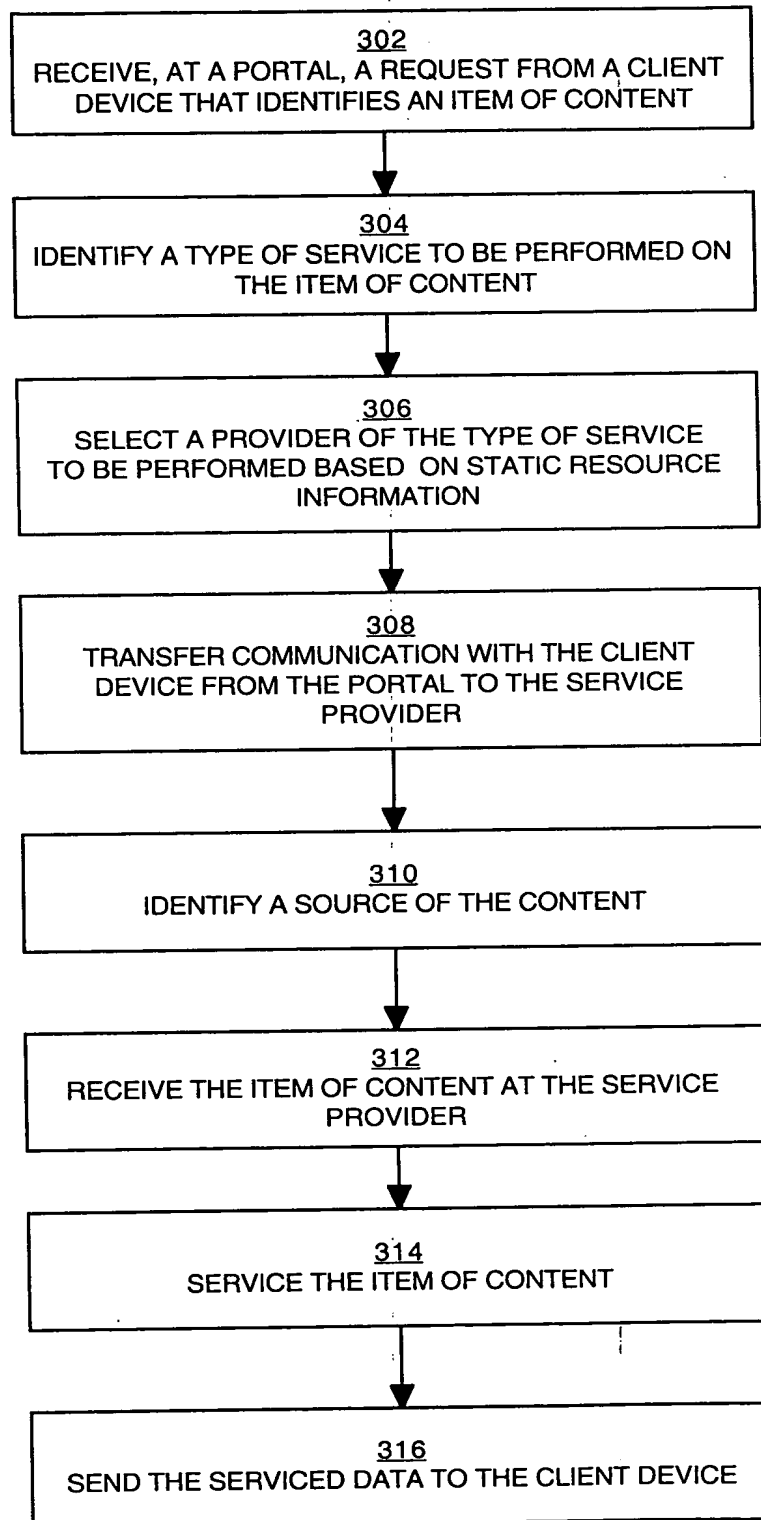 302
RECEIVE, AT A PORTAL, A REQUEST FROM A CLIENT
DEVICE THAT IDENTIFIES AN ITEM OF CONTENT
304
IDENTIFY A TYPE OF SERVICE TO BE PERFORMED ON
THE ITEM OF CONTENT
306
SELECT A PROVIDER OF THE TYPE OF SERVICE
TO BE PERFORMED BASED ON STATIC RESOURCE
INFORMATION
308
TRANSFER COMMUNICATION WITH THE CLIENT
DEVICE FROM THE PORTAL TO THE SERVICE
PROVIDER
310
IDENTIFY A SOURCE OF THE CONTENT
312
RECEIVE THE ITEM OF CONTENT AT THE SERVICE
PROVIDER
314
SERVICE THE ITEM OF CONTENT
316
SEND THE SERVICED DATA TO THE CLIENT DEVICE